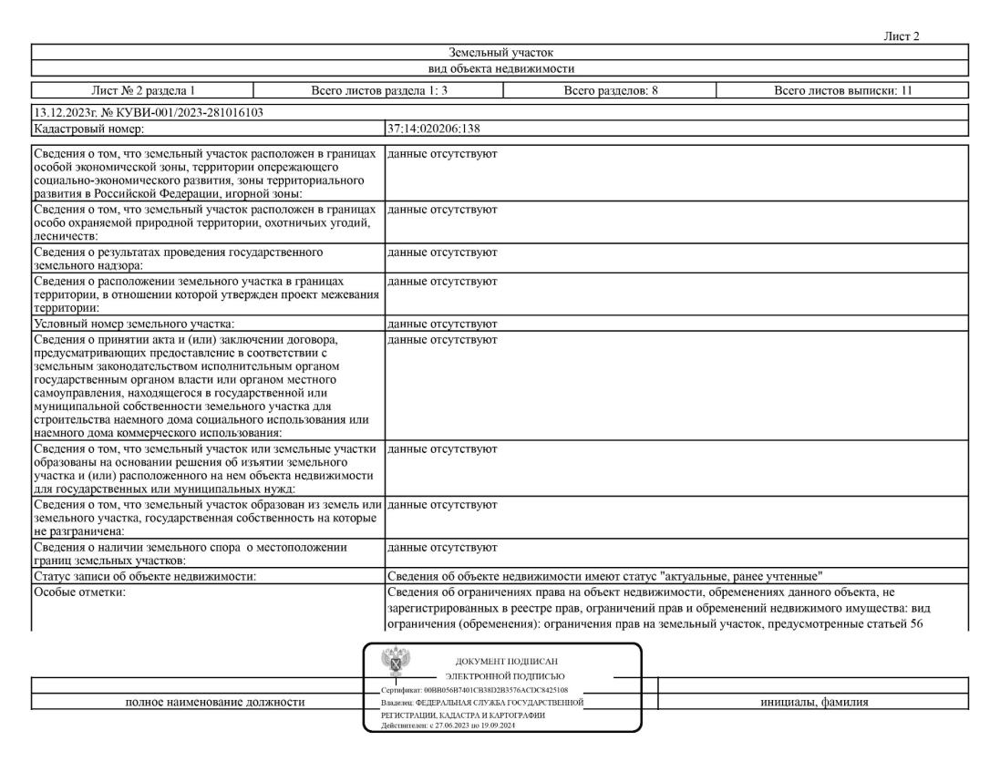 Лист 2
Земельный участок
вид объекта недвижимости
Лист № 2 раздела 1
Всего листов раздела 1: 3
Всего разделов: 8
Всего листов выписки: 11
13.12.2023г. № КУВИ-001/2023-281016103
Кадастровый номер:
37:14:020206:138
Сведения о том, что земельный участок расположен в границах
особой экономической зоны, территории опережающего
социально-экономического развития, зоны территориального
развития в Российской Федерации, игорной зоны:
данные отсутствуют
Сведения о том, что земельный участок расположен в границах
особо охраняемой природной территории, охотничьих угодий,
лесничеств:
данные отсутствуют
Сведения о результатах проведения государственного
земельного надзора:
данные отсутствуют
Сведения о расположении земельного участка в границах
территории, в отношении которой утвержден проект межевания
территории:
данные отсутствуют
Условный номер земельного участка:
данные отсутствуют
Сведения о принятии акта и (или) заключении договора,
предусматривающих предоставление в соответствии с
земельным законодательством исполнительным органом
государственным органом власти или органом местного
самоуправления, находящегося в государственной или
муниципальной собственности земельного участка для
строительства наемного дома социального использования или
наемного дома коммерческого использования:
данные отсутствуют
Сведения о том, что земельный участок или земельные участки
образованы на основании решения об изъятии земельного
участка и (или) расположенного на нем объекта недвижимости
для государственных или муниципальных нужд:
данные отсутствуют
Сведения о том, что земельный участок образован из земель или
земельного участка, государственная собственность на которые
не разграничена:
данные отсутствуют
Сведения о наличии земельного спора о местоположении
границ земельных участков:
данные отсутствуют
Статус записи об объекте недвижимости:
Сведения об объекте недвижимости имеют статус "актуальные, ранее учтенные"
Особые отметки:
Сведения об ограничениях права на объект недвижимости, обременениях данного объекта, не
зарегистрированных в реестре прав, ограничений прав и обременений недвижимого имущества: вид
ограничения (обременения): ограничения прав на земельный участок, предусмотренные статьей 56
ДОКУМЕНТ ПОДПИСАН
ЭЛЕКТРОННОЙ ПОДПИСЬЮ
Сертификат: 00BB056B7401CB38D2B3576ACDC8425108
Владелец: ФЕДЕРАЛЬНАЯ СЛУЖБА ГОСУДАРСТВЕННОЙ
РЕГИСТРАЦИИ, КАДАСТРА И КАРТОГРАФИИ
Действителен: с 27.06.2023 по 19.09.2024
полное наименование должности
инициалы, фамилия